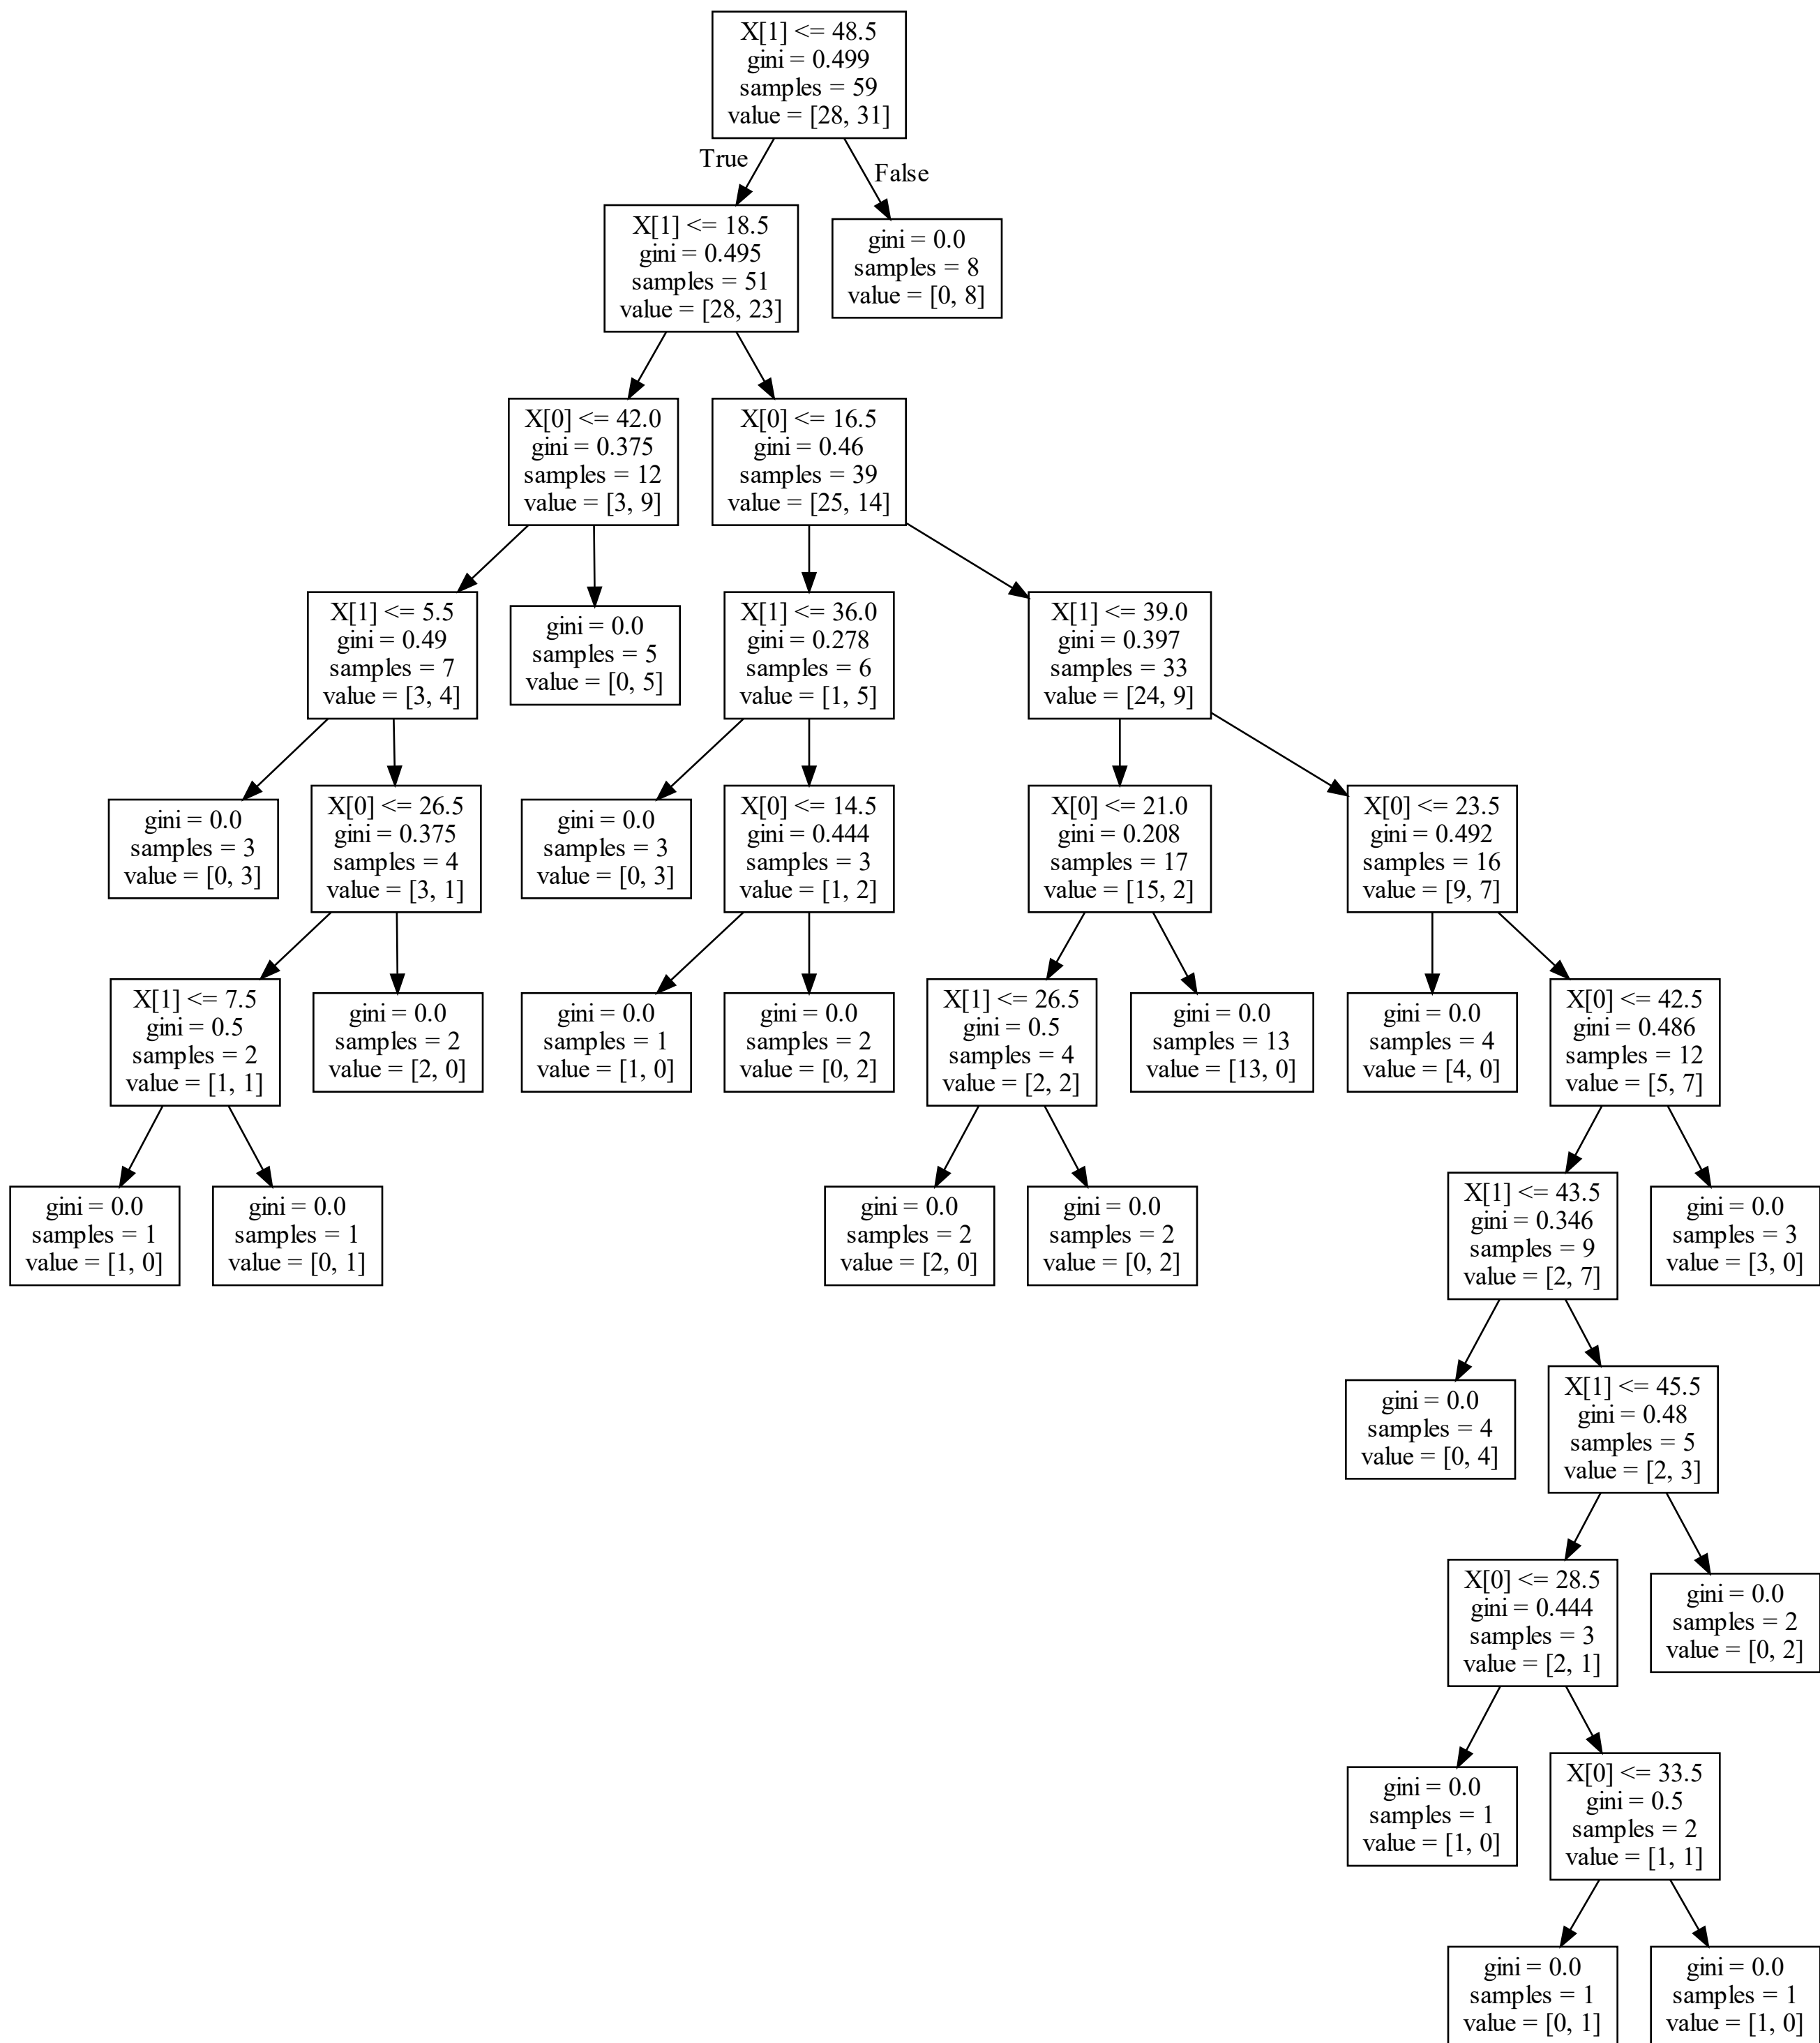 X[1] <= 48.5
gini = 0.499
samples = 59
value = [28, 31]
True
False
X[1] <= 18.5
gini = 0.495
samples = 51
value = [28, 23]
gini = 0.0
samples = 8
value = [0, 8]
X[0] <= 42.0
gini = 0.375
samples = 12
value = [3, 9]
X[0] <= 16.5
gini = 0.46
samples = 39
value = [25, 14]
X[1] <= 5.5
gini = 0.49
samples = 7
value = [3, 4]
gini = 0.0
samples = 5
value = [0, 5]
X[1] <= 36.0
gini = 0.278
samples = 6
value = [1, 5]
X[1] <= 39.0
gini = 0.397
samples = 33
value = [24, 9]
gini = 0.0
samples = 3
value = [0, 3]
X[0] <= 26.5
gini = 0.375
samples = 4
value = [3, 1]
gini = 0.0
samples = 3
value = [0, 3]
X[0] <= 14.5
gini = 0.444
samples = 3
value = [1, 2]
X[0] <= 21.0
gini = 0.208
samples = 17
value = [15, 2]
X[0] <= 23.5
gini = 0.492
samples = 16
value = [9, 7]
X[1] <= 7.5
gini = 0.5
samples = 2
value = [1, 1]
gini = 0.0
samples = 2
value = [2, 0]
gini = 0.0
samples = 1
value = [1, 0]
gini = 0.0
samples = 2
value = [0, 2]
X[1] <= 26.5
gini = 0.5
samples = 4
value = [2, 2]
gini = 0.0
samples = 13
value = [13, 0]
gini = 0.0
samples = 4
value = [4, 0]
X[0] <= 42.5
gini = 0.486
samples = 12
value = [5, 7]
gini = 0.0
samples = 1
value = [1, 0]
gini = 0.0
samples = 1
value = [0, 1]
gini = 0.0
samples = 2
value = [2, 0]
gini = 0.0
samples = 2
value = [0, 2]
X[1] <= 43.5
gini = 0.346
samples = 9
value = [2, 7]
gini = 0.0
samples = 3
value = [3, 0]
gini = 0.0
samples = 4
value = [0, 4]
X[1] <= 45.5
gini = 0.48
samples = 5
value = [2, 3]
X[0] <= 28.5
gini = 0.444
samples = 3
value = [2, 1]
gini = 0.0
samples = 2
value = [0, 2]
gini = 0.0
samples = 1
value = [1, 0]
X[0] <= 33.5
gini = 0.5
samples = 2
value = [1, 1]
gini = 0.0
samples = 1
value = [0, 1]
gini = 0.0
samples = 1
value = [1, 0]